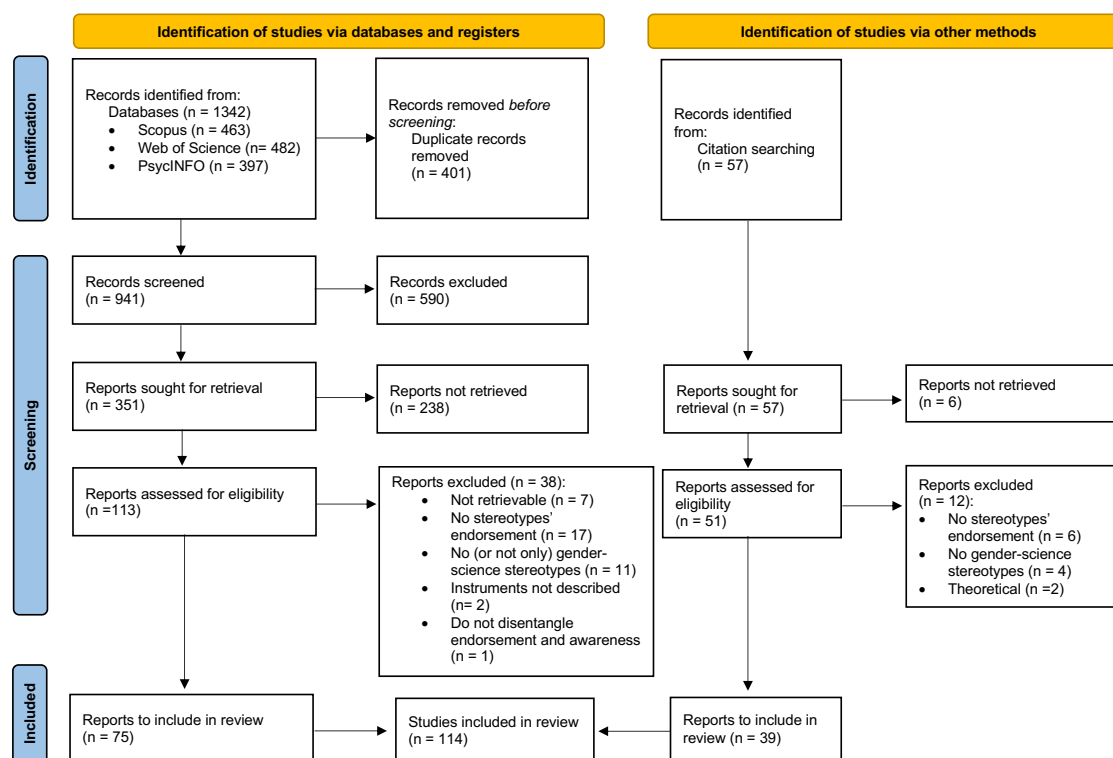 Identification of studies via databases and registers
Identification of studies via other methods
Identification
Records identified from:
Databases (n = 1342)
• Scopus (n = 463)
• Web of Science (n= 482)
• PsycINFO (n = 397)
Records removed before
screening:
Duplicate records
removed
(n = 401)
Records identified
from:
Citation searching
(n = 57)
Screening
Records screened
(n = 941)
Records excluded
(n = 590)
Reports sought for retrieval
(n = 351)
Reports not retrieved
(n = 238)
Reports sought for
retrieval (n = 57)
Reports not retrieved
(n = 6)
Reports assessed for eligibility
(n =113)
Reports excluded (n = 38):
• Not retrievable (n = 7)
• No stereotypes’
endorsement (n = 17)
• No (or not only) gender-
science stereotypes (n = 11)
• Instruments not described
(n= 2)
• Do not disentangle
endorsement and awareness
(n = 1)
Reports assessed for
eligibility
(n = 51)
Reports excluded
(n = 12):
• No stereotypes’
endorsement (n = 6)
• No gender-science
stereotypes (n = 4)
• Theoretical (n =2)
Included
Reports to include in review
(n = 75)
Studies included in review
(n = 114)
Reports to include in
review (n = 39)